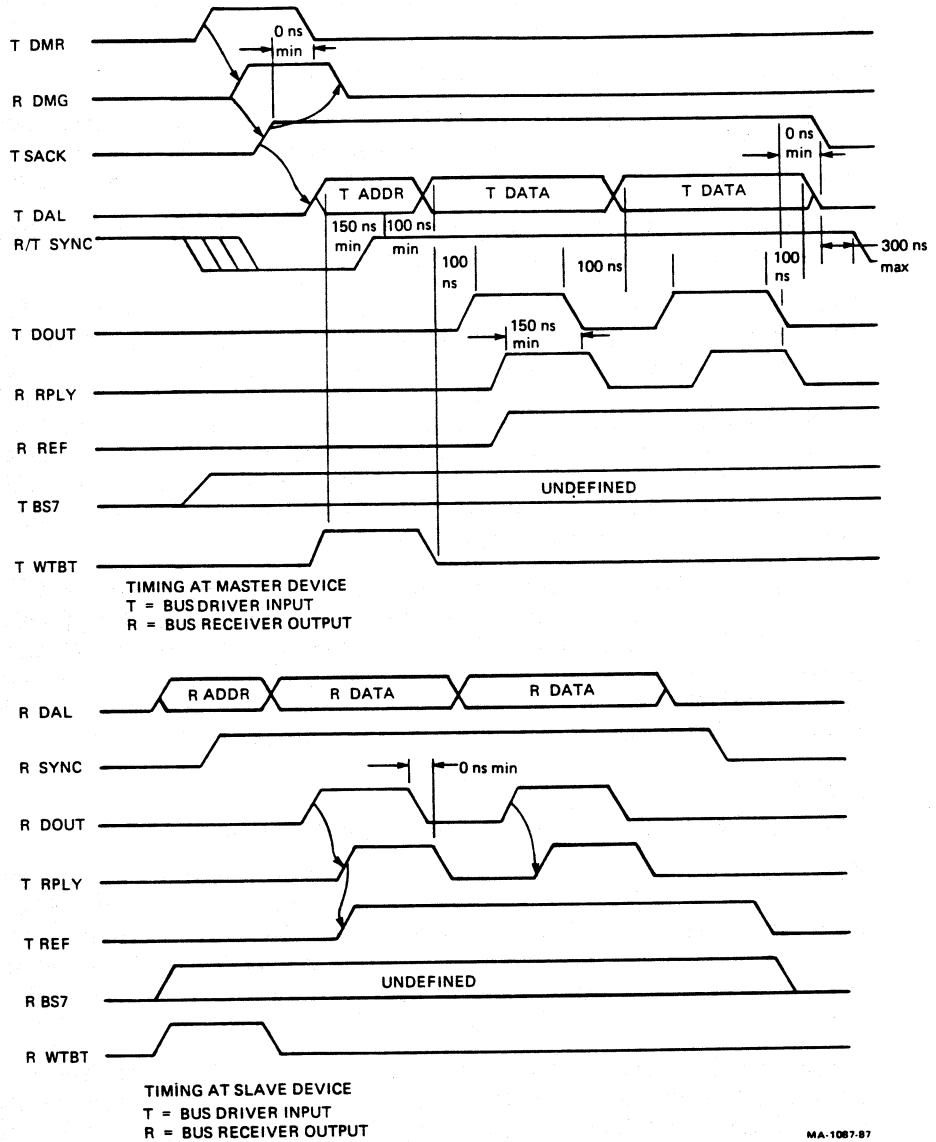 T DMR
0 ns
min
R DMG
T SACK
0 ns
min
T DAL
T ADDR
T DATA
T DATA
150 ns
min
100 ns
min
R/T SYNC
300 ns
max
100
ns
100 ns
100
ns
T DOUT
150 ns
min
R RPLY
R REF
T BS7
UNDEFINED
T WTBT
TIMING AT MASTER DEVICE
T = BUS DRIVER INPUT
R = BUS RECEIVER OUTPUT
R DAL
R ADDR
R DATA
R DATA
R SYNC
0 ns min
R DOUT
T RPLY
T REF
R BS7
UNDEFINED
R WTBT
TIMING AT SLAVE DEVICE
T = BUS DRIVER INPUT
R = BUS RECEIVER OUTPUT
MA-1087-87